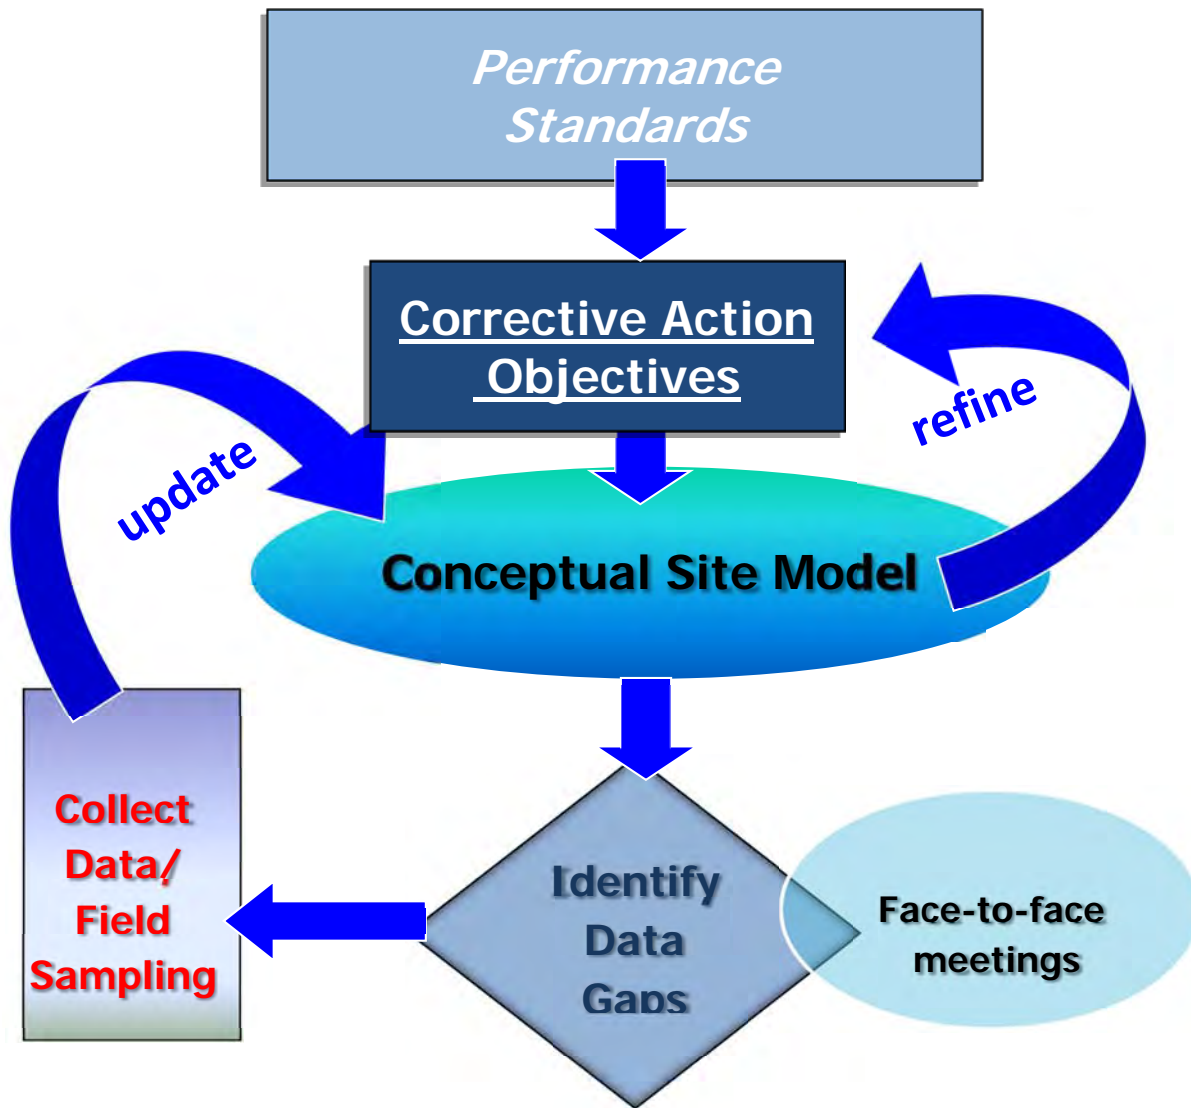 Performance
Standards
Corrective Action
Objectives
refine
update
Conceptual Site Model
Identify
Data
Gaps
Face-to-face
meetings
Collect
Data/
Field
Sampling